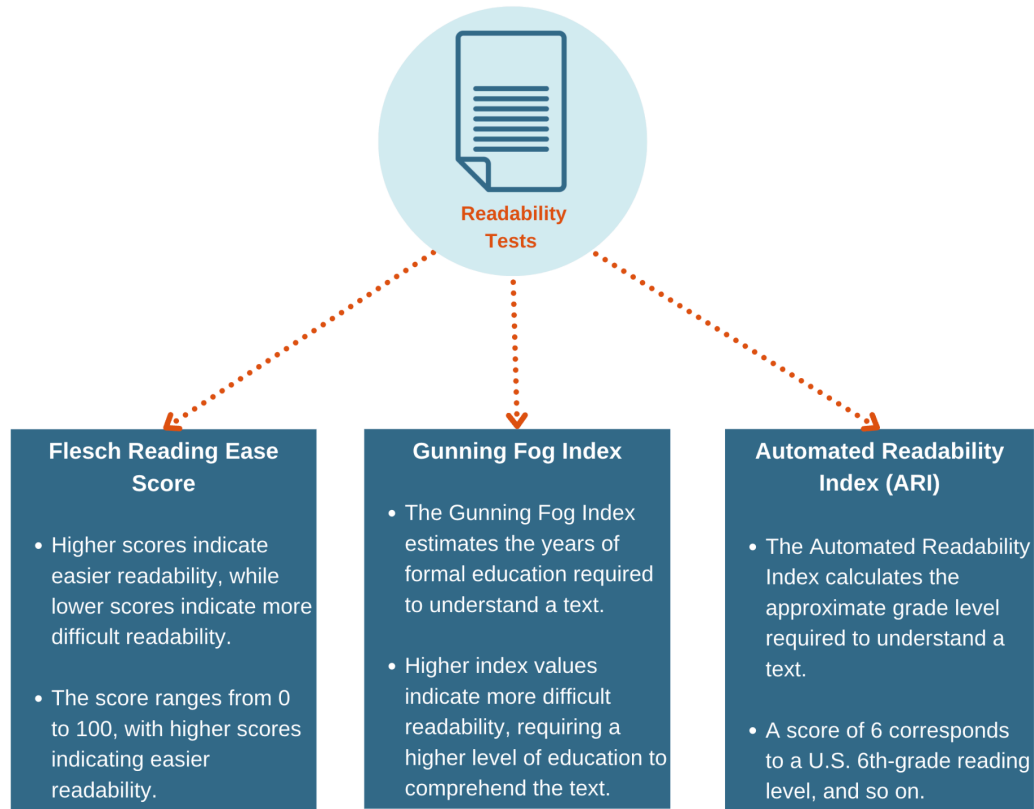 Readability
Tests
Flesch Reading Ease
Score
• Higher scores indicate
easier readability, while
lower scores indicate more
difficult readability.
• The score ranges from 0
to 100, with higher scores
indicating easier
readability.
Gunning Fog Index
• The Gunning Fog Index
estimates the years of
formal education required
to understand a text.
• Higher index values
indicate more difficult
readability, requiring a
higher level of education to
comprehend the text.
Automated Readability
Index (ARI)
• The Automated Readability
Index calculates the
approximate grade level
required to understand a
text.
• A score of 6 corresponds
to a U.S. 6th-grade reading
level, and so on.